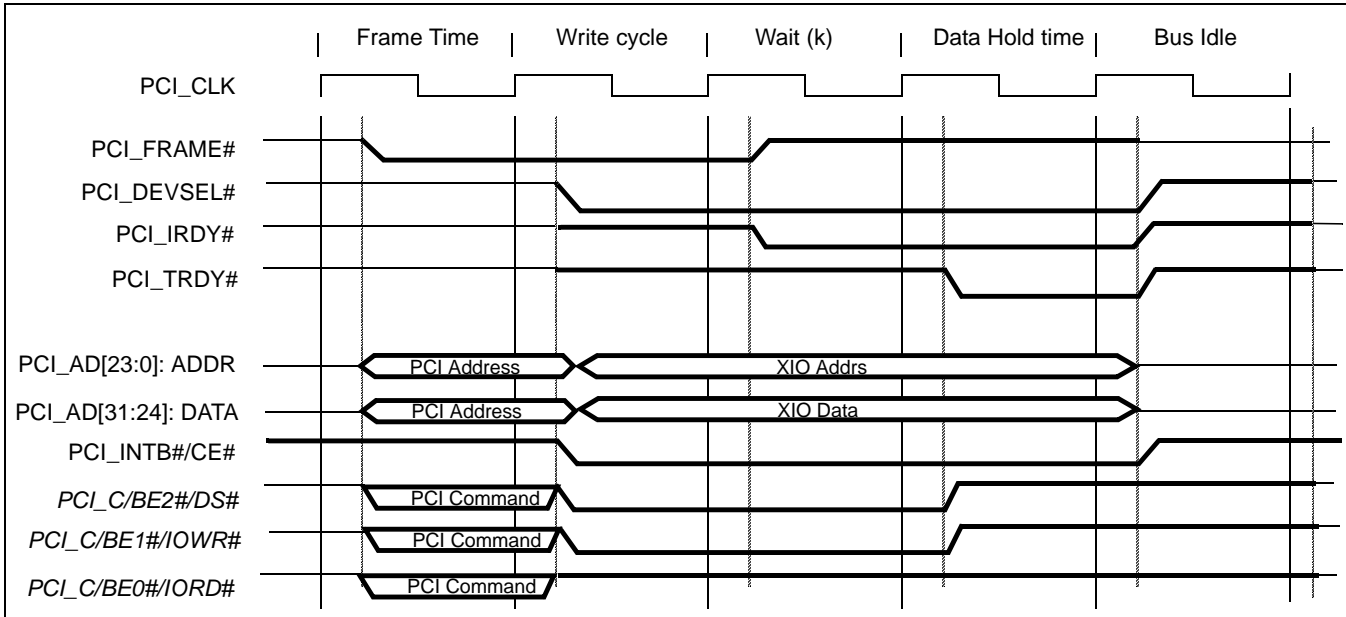 Frame Time Write cycle Wait (k) Data Hold time Bus Idle
PCI_CLK
PCI_FRAME#
PCI_DEVSEL#
PCI_IRDY#
PCI_TRDY#
PCI_AD[23:0]: ADDR PCI Address XIO Addrs
PCI_AD[31:24]: DATA PCI Address XIO Data
PCI_INTB#/CE#
PCI_C/BE2#/DS# PCI Command
PCI_C/BE1#/IOWR# PCI Command
PCI_C/BE0#/IORD# PCI Command